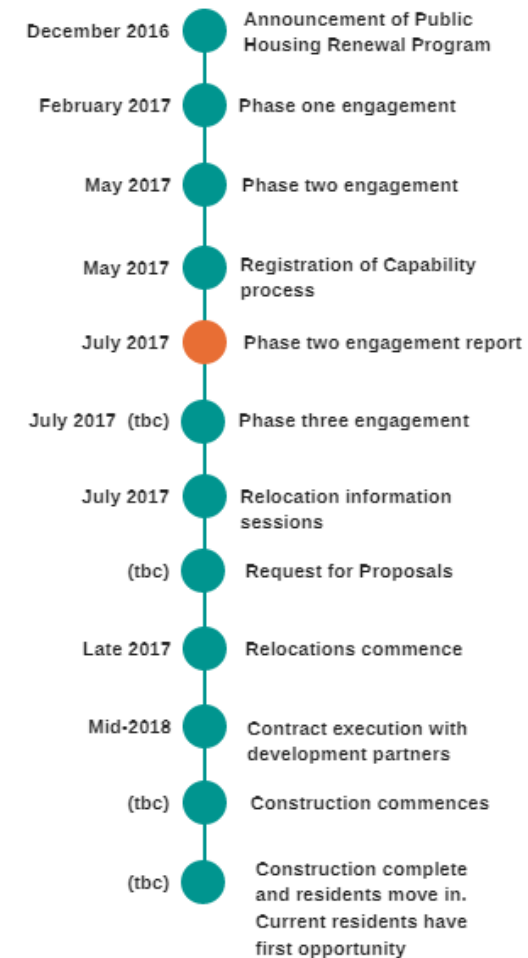 December 2016
Announcement of Public
Housing Renewal Program
February 2017
Phase one engagement
May 2017
Phase two engagement
May 2017
Registration of Capability
process
July 2017
Phase two engagement report
July 2017 (tbc)
Phase three engagement
July 2017
Relocation information
sessions
(tbc)
Request for Proposals
Late 2017
Relocations commence
Mid-2018
Contract execution with
development partners
(tbc)
Construction commences
(tbc)
Construction complete
and residents move in.
Current residents have
first opportunity